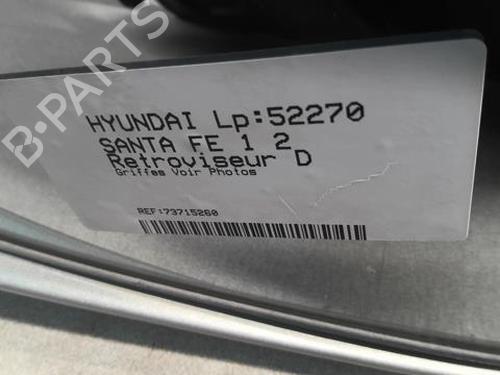 HYUNDAI Lp:52270
SANTA FE 1 2
Retroviseur D
Griffes Voir Photos
REF:73715260
B-PARTS